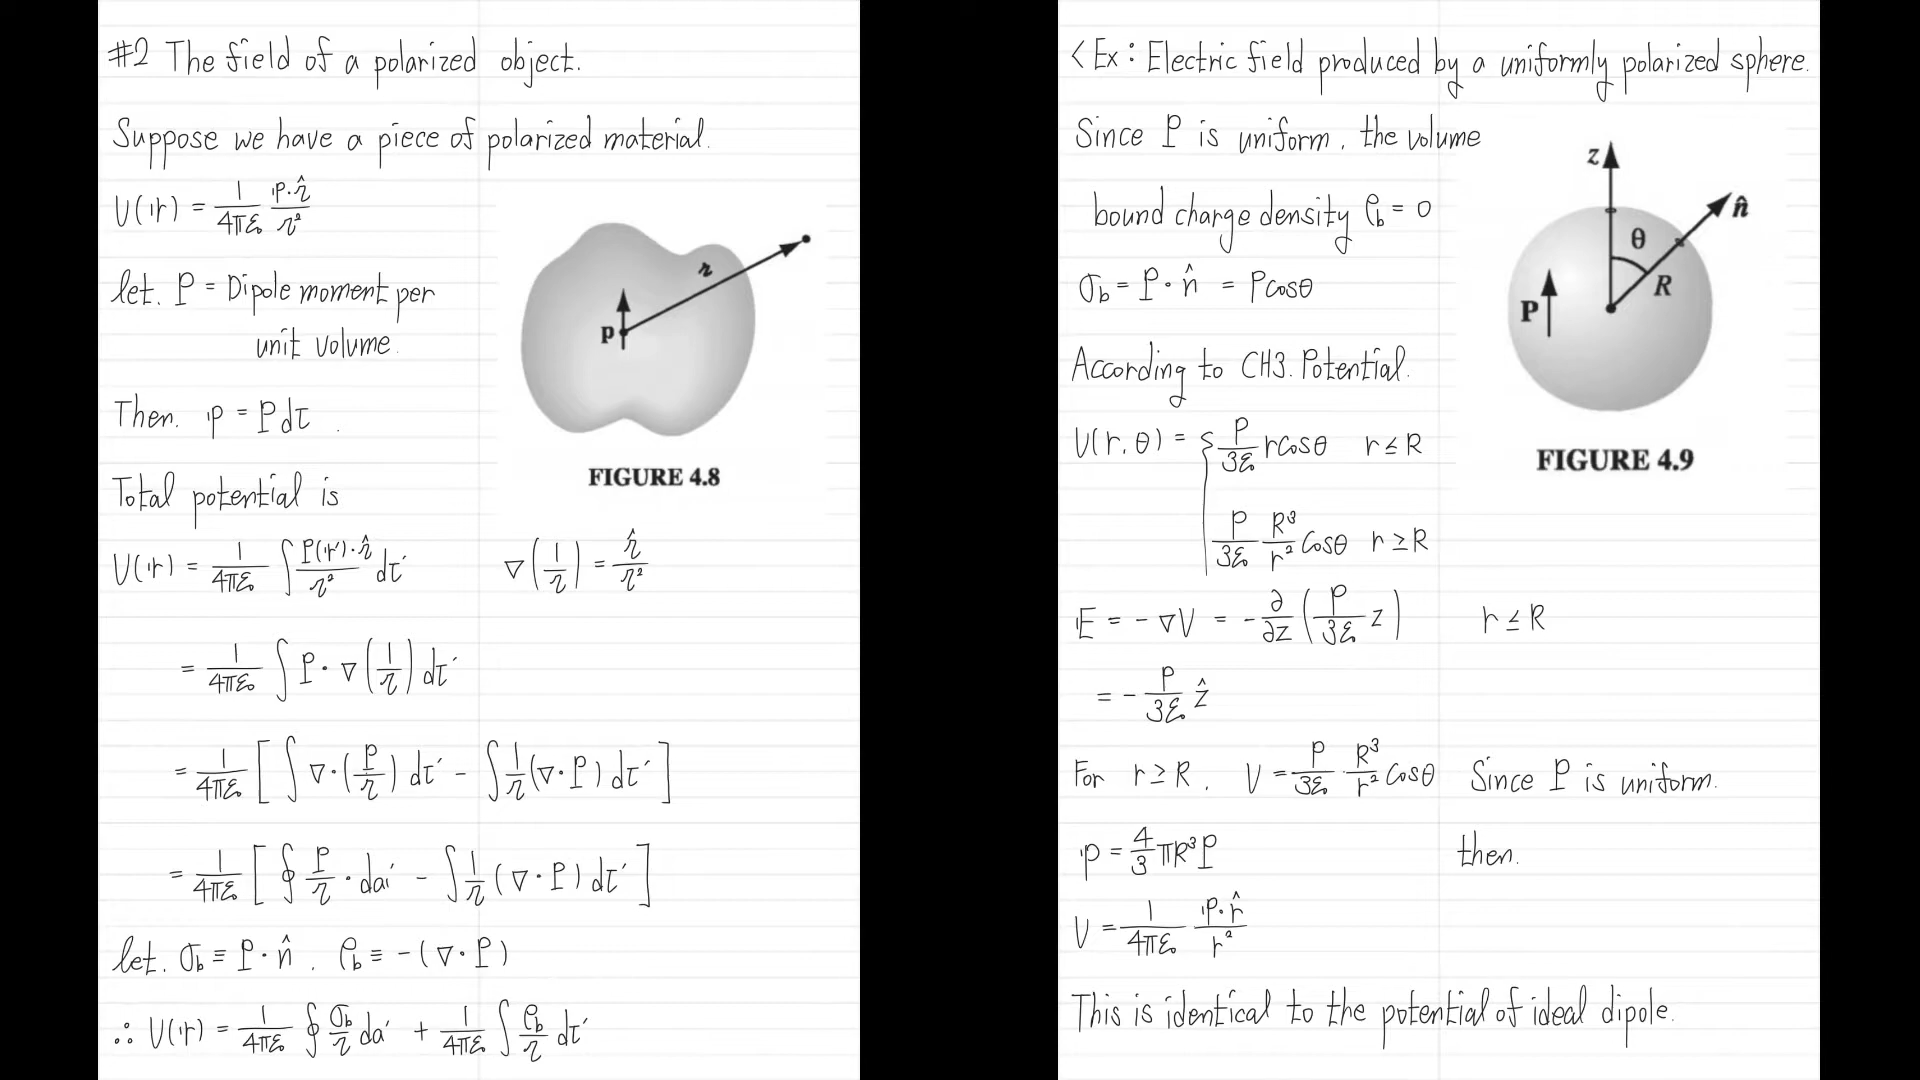 #2 The field of a polarized object.
Suppose we have a piece of polarized material.
V(r) = 1/4πε₀ p·r̂/r²
let. P = Dipole moment per
unit volume.
Then. p = Pdτ.
Total potential is
V(r) = 1/4πε₀ ∫ P(r')·r̂/r² dτ' ∇(1/r) = r̂/r²
= 1/4πε₀ ∫ P·∇(1/r) dτ'
= 1/4πε₀ [∫ ∇·(P/r) dτ' - ∫ 1/r (∇·P) dτ']
= 1/4πε₀ [∮ P/r · da' - ∫ 1/r (∇·P) dτ']
let. σb ≡ P·n̂. ρb ≡ -(∇·P)
∴ V(r) = 1/4πε₀ ∮ σb/r da' + 1/4πε₀ ∫ ρb/r dτ'
r
p
FIGURE 4.8
<Ex: Electric field produced by a uniformly polarized sphere.
Since P is uniform, the volume
bound charge density ρb = 0
σb = P·n̂ = Pcosθ
According to CH3. Potential.
V(r,θ) = { P/3ε₀ rcosθ r ≤ R
P/3ε₀ R³/r² cosθ r ≥ R
E = -∇V = -∂/∂z (P/3ε₀ z) r ≤ R
= - P/3ε₀ ẑ
For r ≥ R, V = P/3ε₀ · R³/r² cosθ Since P is uniform.
p = 4/3 πR³P then.
V = 1/4πε₀ p·r̂/r²
This is identical to the potential of ideal dipole.
z
n̂
θ
R
P
FIGURE 4.9